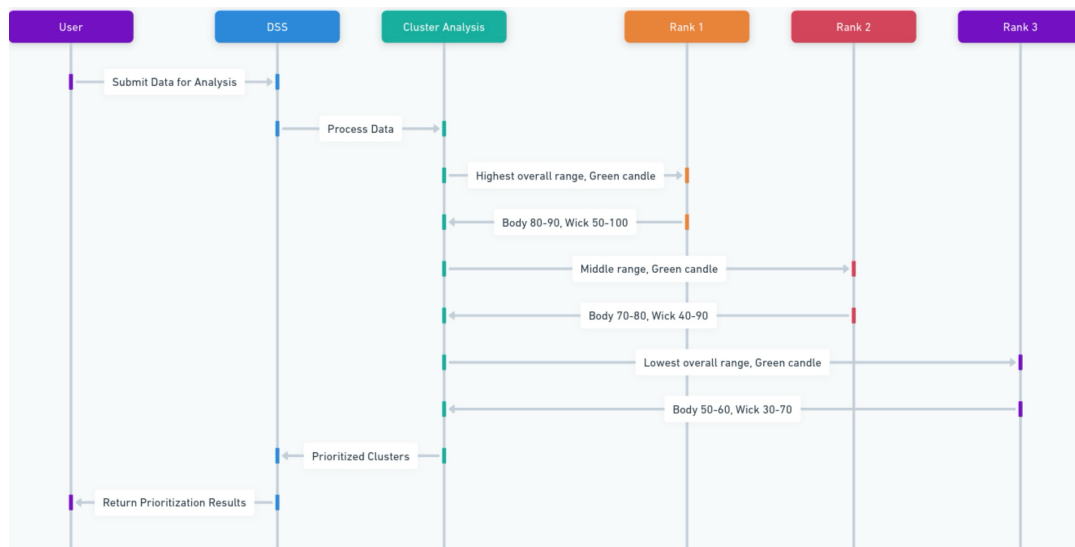 User
DSS
Cluster Analysis
Rank 1
Rank 2
Rank 3
Submit Data for Analysis
Process Data
Highest overall range, Green candle
Body 80-90, Wick 50-100
Middle range, Green candle
Body 70-80, Wick 40-90
Lowest overall range, Green candle
Body 50-60, Wick 30-70
Prioritized Clusters
Return Prioritization Results